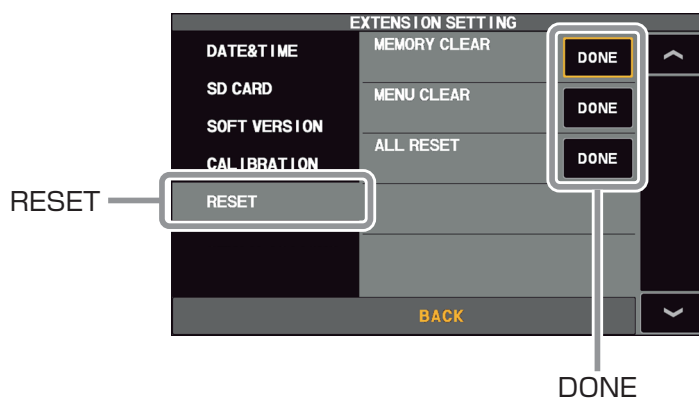 EXTENSION SETTING
DATE&TIME
MEMORY CLEAR
DONE
SD CARD
MENU CLEAR
DONE
SOFT VERSION
ALL RESET
DONE
CALIBRATION
RESET
RESET
BACK
DONE